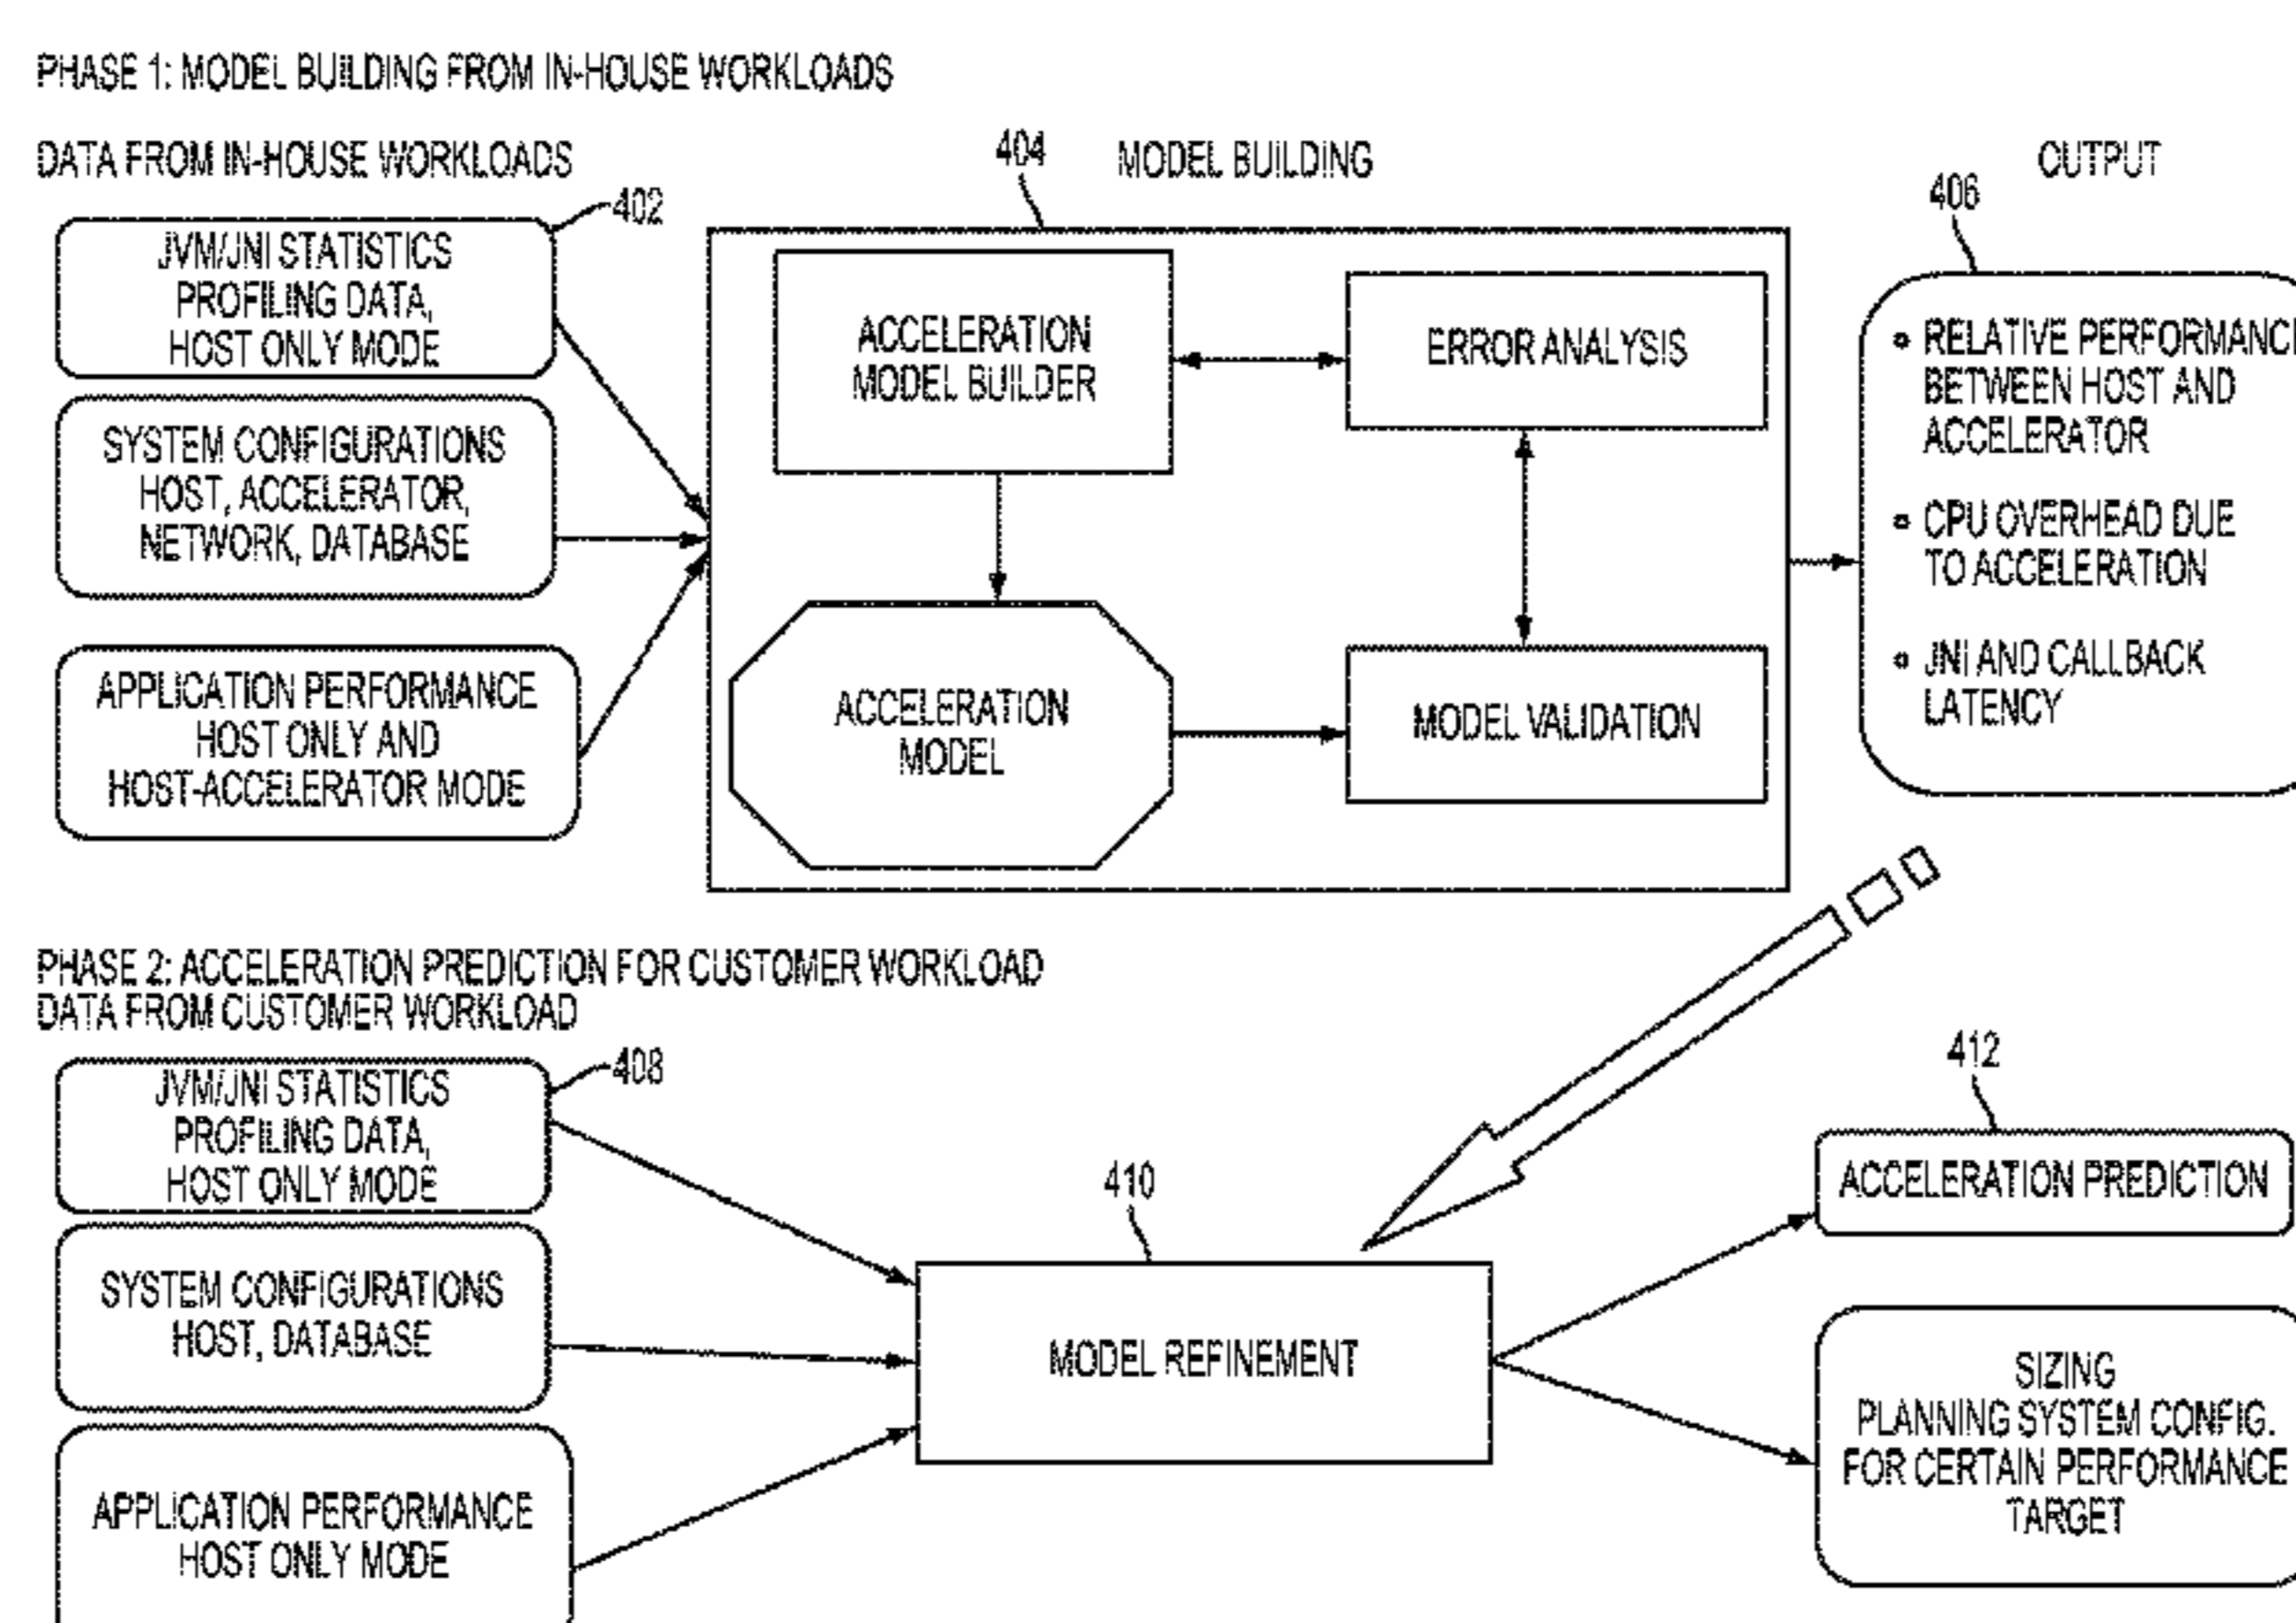 PHASE 1: MODEL BUILDING FROM IN-HOUSE WORKLOADS
DATA FROM IN-HOUSE WORKLOADS
404
MODEL BUILDING
OUTPUT
402
406
JVM/JNI STATISTICS
PROFILING DATA,
HOST ONLY MODE
SYSTEM CONFIGURATIONS
HOST, ACCELERATOR,
NETWORK, DATABASE
APPLICATION PERFORMANCE
HOST ONLY AND
HOST-ACCELERATOR MODE
ACCELERATION
MODEL BUILDER
ERROR ANALYSIS
ACCELERATION
MODEL
MODEL VALIDATION
RELATIVE PERFORMANCE
BETWEEN HOST AND
ACCELERATOR
CPU OVERHEAD DUE
TO ACCELERATION
JNI AND CALLBACK
LATENCY
PHASE 2: ACCELERATION PREDICTION FOR CUSTOMER WORKLOAD
DATA FROM CUSTOMER WORKLOAD
408
JVM/JNI STATISTICS
PROFILING DATA,
HOST ONLY MODE
SYSTEM CONFIGURATIONS
HOST, DATABASE
APPLICATION PERFORMANCE
HOST ONLY MODE
410
MODEL REFINEMENT
412
ACCELERATION PREDICTION
SIZING
PLANNING SYSTEM CONFIG.
FOR CERTAIN PERFORMANCE
TARGET